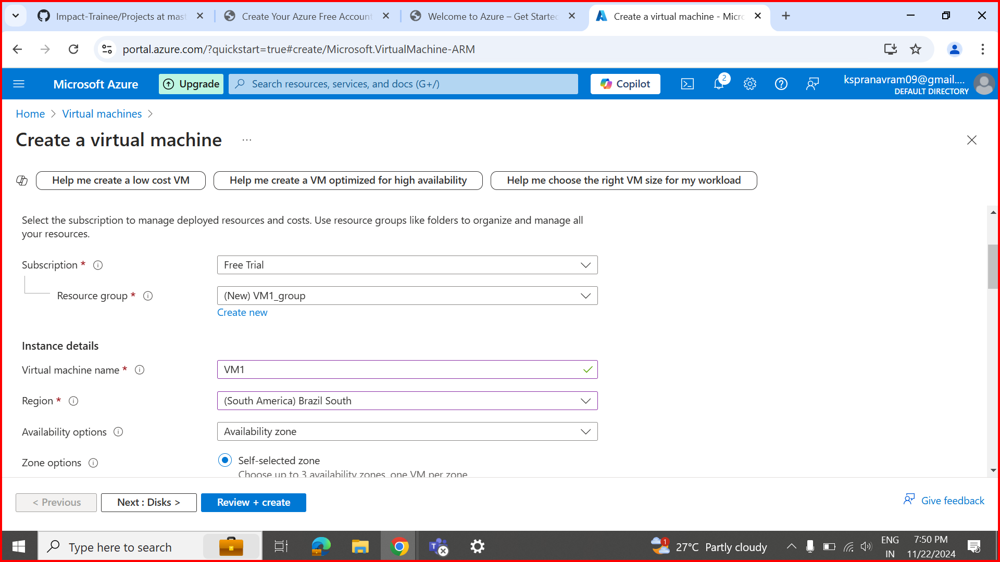 Impact-Trainee/Projects at mast
Create Your Azure Free Account
Welcome to Azure – Get Started
Create a virtual machine - Micro
portal.azure.com/?quickstart=true#create/Microsoft.VirtualMachine-ARM
Microsoft Azure
Upgrade
Search resources, services, and docs (G+/)
Copilot
2
kspranavram09@gmail....
DEFAULT DIRECTORY
Home > Virtual machines >
Create a virtual machine ...
Help me create a low cost VM
Help me create a VM optimized for high availability
Help me choose the right VM size for my workload
Select the subscription to manage deployed resources and costs. Use resource groups like folders to organize and manage all
your resources.
Subscription *
Free Trial
Resource group *
(New) VM1_group
Create new
Instance details
Virtual machine name *
VM1
Region *
(South America) Brazil South
Availability options
Availability zone
Zone options
Self-selected zone
Choose up to 3 availability zones, one VM per zone
< Previous
Next : Disks >
Review + create
Give feedback
Type here to search
1
27°C Partly cloudy
ENG
IN
7:50 PM
11/22/2024